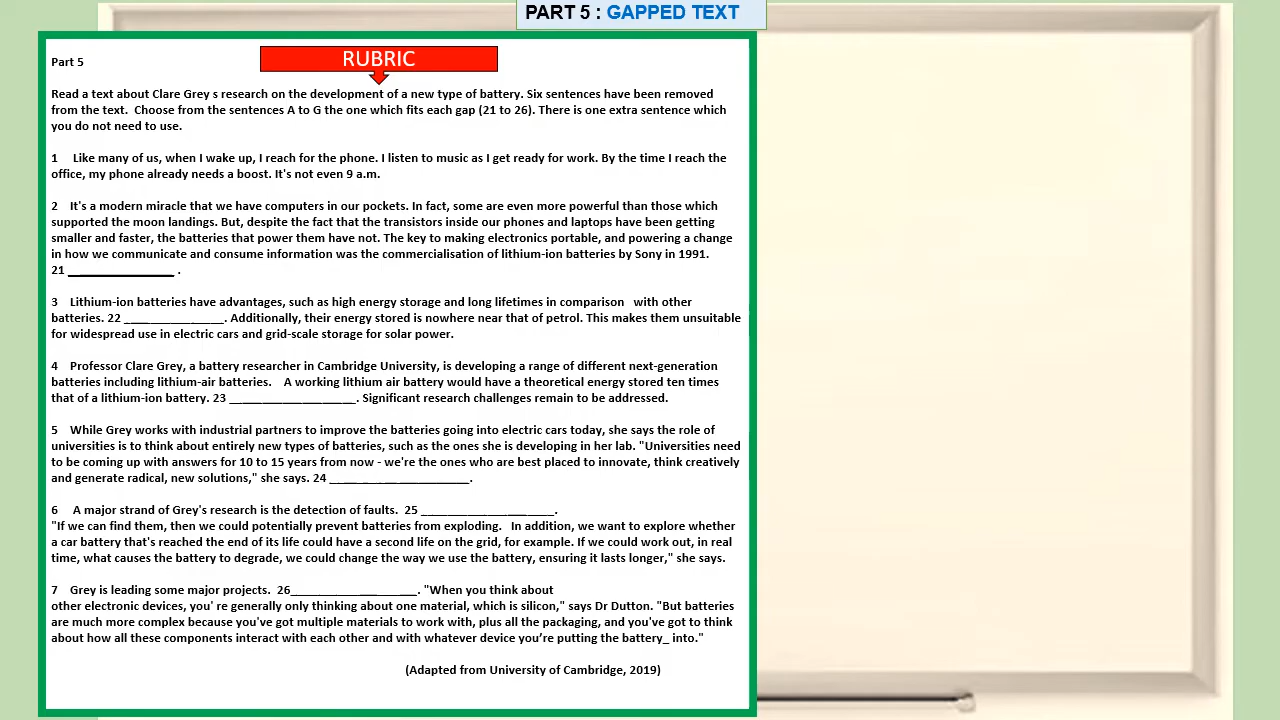 PART 5 : GAPPED TEXT
Part 5
RUBRIC
Read a text about Clare Grey s research on the development of a new type of battery. Six sentences have been removed
from the text. Choose from the sentences A to G the one which fits each gap (21 to 26). There is one extra sentence which
you do not need to use.
1 Like many of us, when I wake up, I reach for the phone. I listen to music as I get ready for work. By the time I reach the
office, my phone already needs a boost. It's not even 9 a.m.
2 It's a modern miracle that we have computers in our pockets. In fact, some are even more powerful than those which
supported the moon landings. But, despite the fact that the transistors inside our phones and laptops have been getting
smaller and faster, the batteries that power them have not. The key to making electronics portable, and powering a change
in how we communicate and consume information was the commercialisation of lithium-ion batteries by Sony in 1991.
21 ________________ .
3 Lithium-ion batteries have advantages, such as high energy storage and long lifetimes in comparison with other
batteries. 22 _______________. Additionally, their energy stored is nowhere near that of petrol. This makes them unsuitable
for widespread use in electric cars and grid-scale storage for solar power.
4 Professor Clare Grey, a battery researcher in Cambridge University, is developing a range of different next-generation
batteries including lithium-air batteries. A working lithium air battery would have a theoretical energy stored ten times
that of a lithium-ion battery. 23 ___________________. Significant research challenges remain to be addressed.
5 While Grey works with industrial partners to improve the batteries going into electric cars today, she says the role of
universities is to think about entirely new types of batteries, such as the ones she is developing in her lab. "Universities need
to be coming up with answers for 10 to 15 years from now - we're the ones who are best placed to innovate, think creatively
and generate radical, new solutions," she says. 24 _____________________.
6 A major strand of Grey's research is the detection of faults. 25 ____________________.
"If we can find them, then we could potentially prevent batteries from exploding. In addition, we want to explore whether
a car battery that's reached the end of its life could have a second life on the grid, for example. If we could work out, in real
time, what causes the battery to degrade, we could change the way we use the battery, ensuring it lasts longer," she says.
7 Grey is leading some major projects. 26___________________. "When you think about
other electronic devices, you' re generally only thinking about one material, which is silicon," says Dr Dutton. "But batteries
are much more complex because you've got multiple materials to work with, plus all the packaging, and you've got to think
about how all these components interact with each other and with whatever device you're putting the battery_ into."
(Adapted from University of Cambridge, 2019)